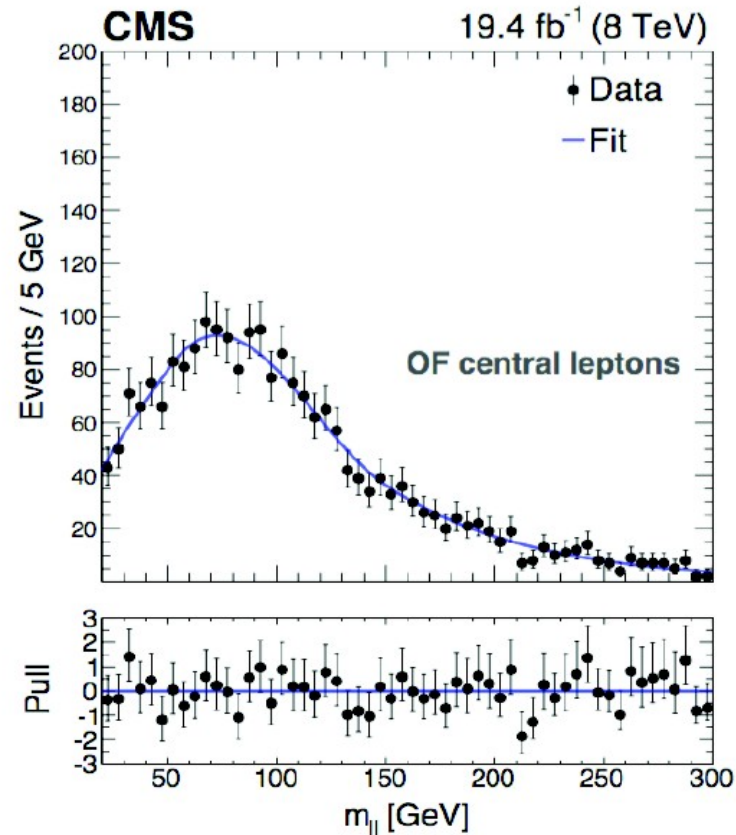 CMS 19.4 fb⁻¹ (8 TeV)
Events / 5 GeV
200
180
160
140
120
100
80
60
40
20
Data
Fit
OF central leptons
Pull
3
2
1
0
-1
-2
-3
50 100 150 200 250 300
m_ll [GeV]